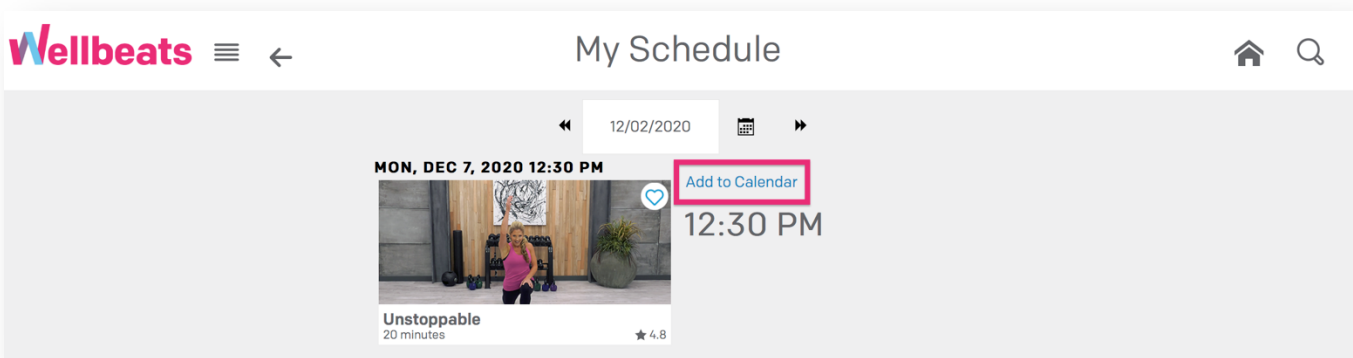 Wellbeats
My Schedule
12/02/2020
MON, DEC 7, 2020 12:30 PM
Add to Calendar
12:30 PM
Unstoppable
20 minutes
4.8